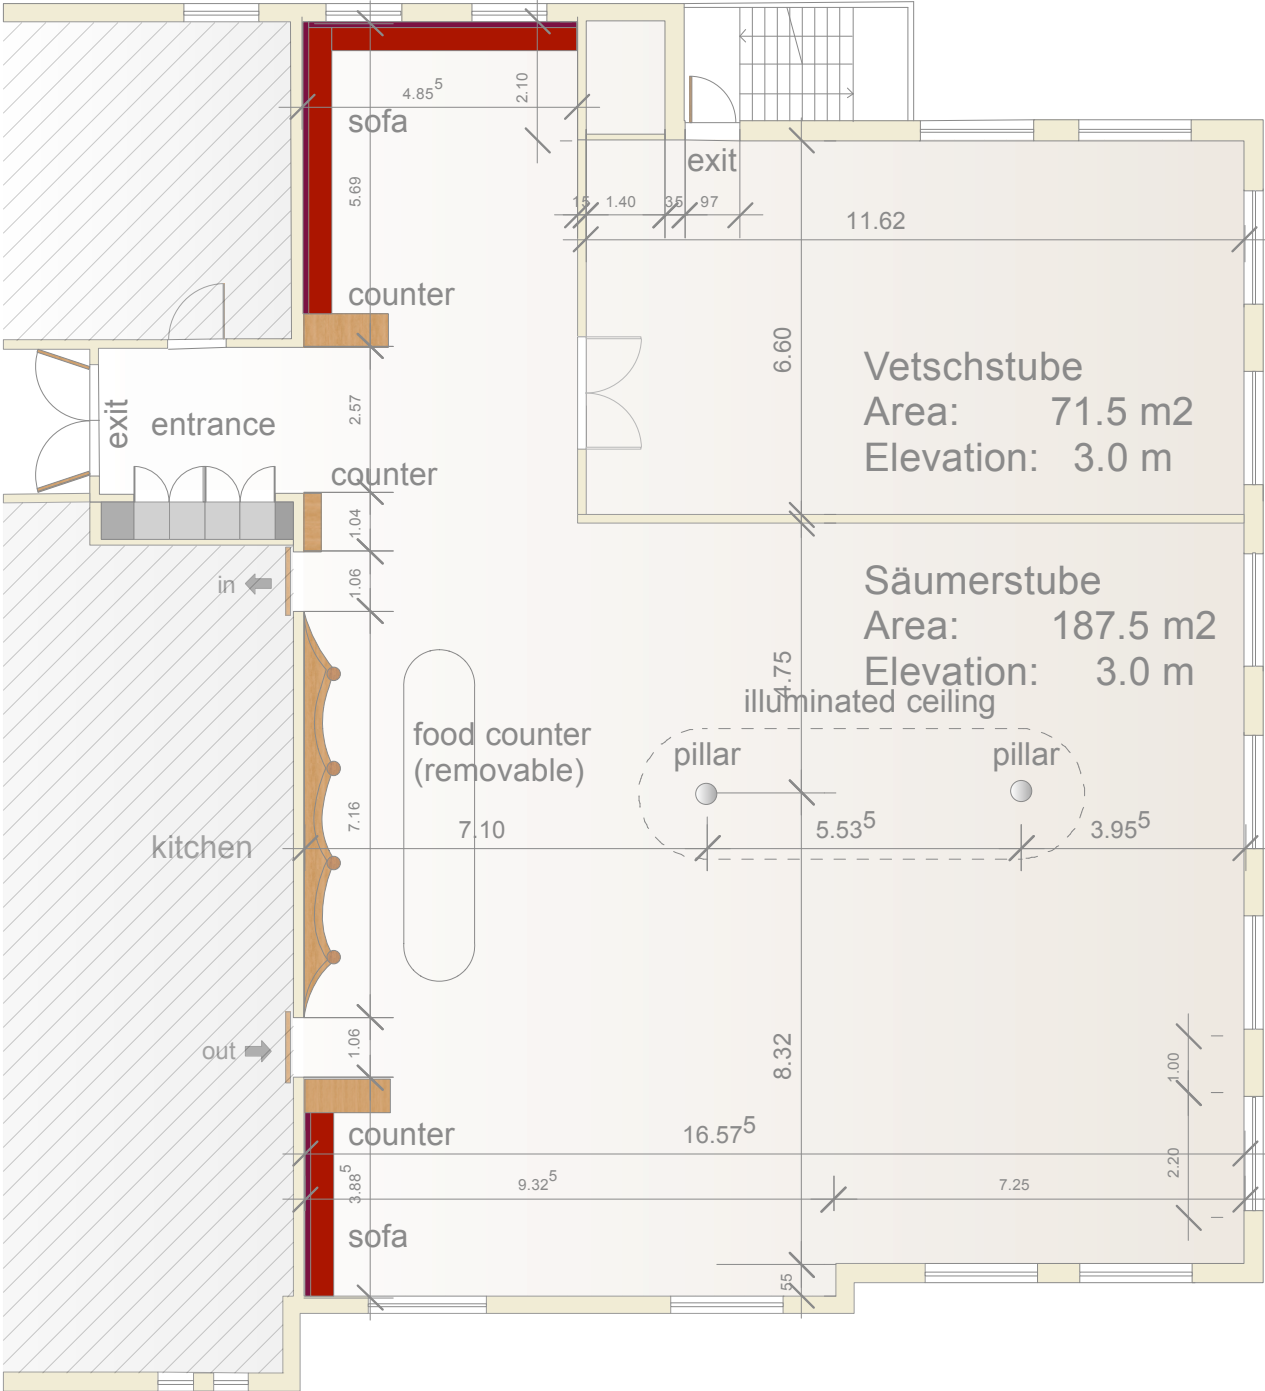 4.85⁵
2.10
sofa
exit
5.69
15
1.40
35
97
11.62
counter
6.60
Vetschstube
Area: 71.5 m2
Elevation: 3.0 m
exit
entrance
2.57
counter
1.04
in
1.06
Säumerstube
Area: 187.5 m2
Elevation: 3.0 m
4.75
illuminated ceiling
food counter
(removable)
pillar
pillar
7.16
7.10
5.53⁵
3.95⁵
kitchen
out
1.06
8.32
1.00
counter
16.57⁵
3.88⁵
9.32⁵
7.25
2.20
sofa
55